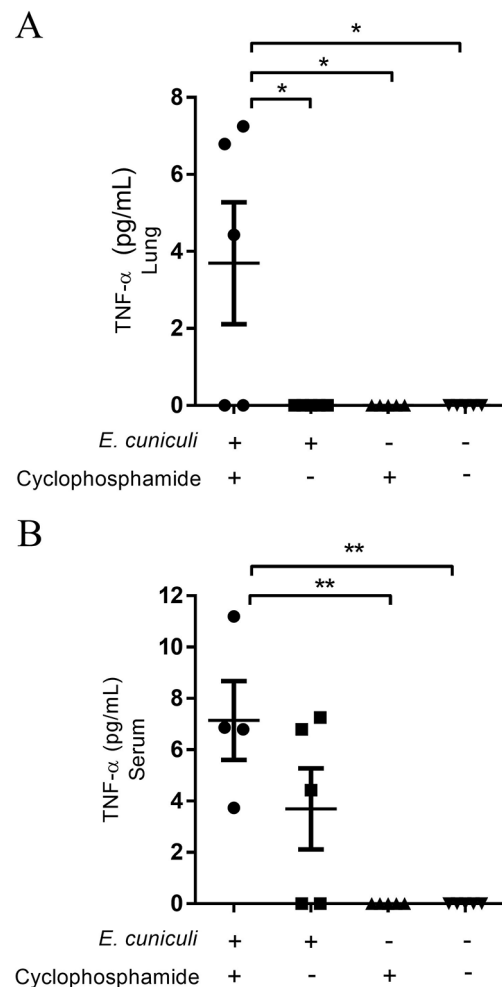 A
*
*
*
8
6
4
2
0
TNF-α (pg/mL)
Lung
E. cuniculi + + - -
Cyclophosphamide + - + -
B
**
**
12
10
8
6
4
2
0
TNF-α (pg/mL)
Serum
E. cuniculi + + - -
Cyclophosphamide + - + -